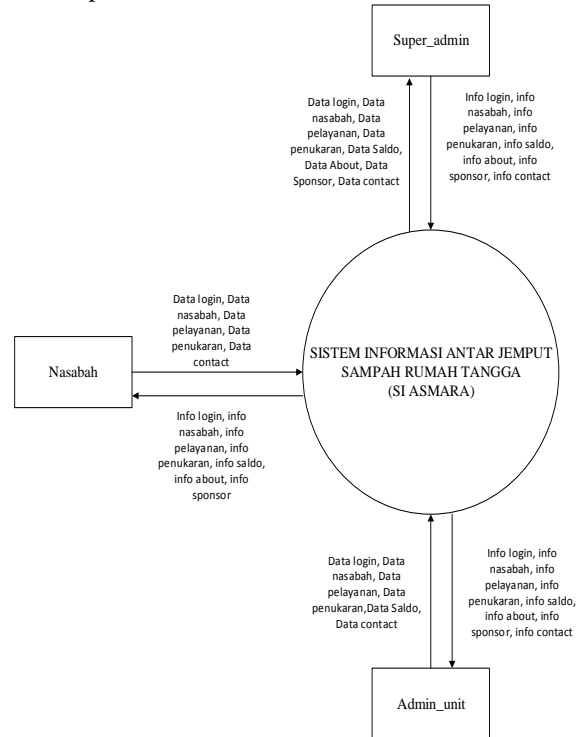 Super_admin
Data login, Data
nasabah, Data
pelayanan, Data
penukaran, Data Saldo,
Data About, Data
Sponsor, Data contact
Info login, info
nasabah, info
pelayanan, info
penukaran, info saldo,
info about, info
sponsor, info contact
Data login, Data
nasabah, Data
pelayanan, Data
penukaran, Data
contact
Nasabah
SISTEM INFORMASI ANTAR JEMPUT
SAMPAH RUMAH TANGGA
(SI ASMARA)
Info login, info
nasabah, info
pelayanan, info
penukaran, info saldo,
info about, info
sponsor
Data login, Data
nasabah, Data
pelayanan, Data
penukaran,Data Saldo,
Data contact
Info login, info
nasabah, info
pelayanan, info
penukaran, info saldo,
info about, info
sponsor, info contact
Admin_unit